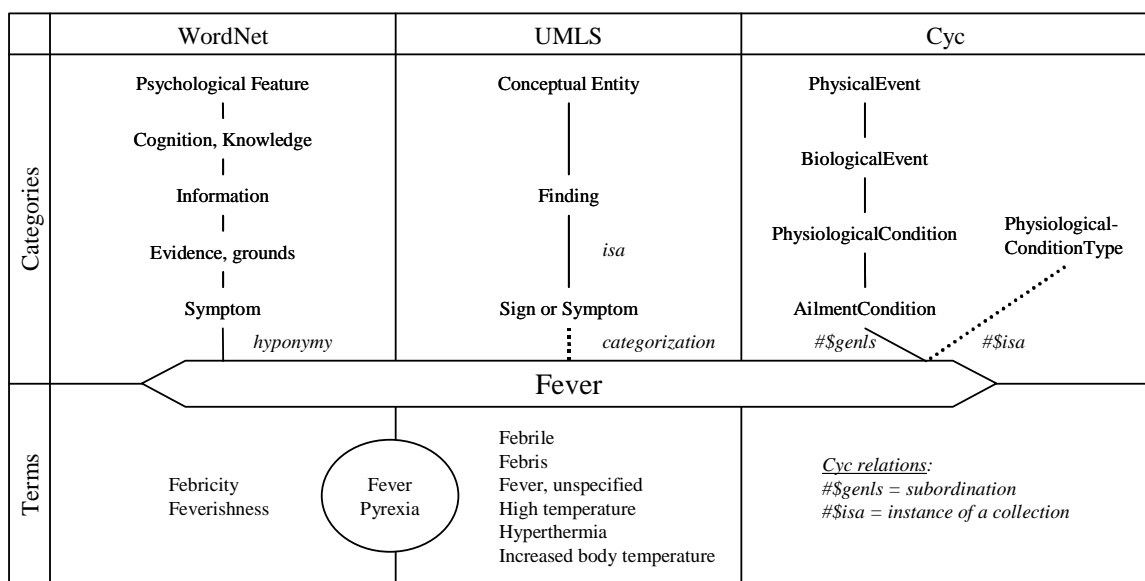 WordNet
UMLS
Cyc
Categories
Psychological Feature
Cognition, Knowledge
Information
Evidence, grounds
Symptom
hyponymy
Conceptual Entity
Finding
isa
Sign or Symptom
categorization
PhysicalEvent
BiologicalEvent
PhysiologicalCondition
AilmentCondition
#$genls
Physiological-
ConditionType
#$isa
Fever
Terms
Febricity
Feverishness
Fever
Pyrexia
Febrile
Febris
Fever, unspecified
High temperature
Hyperthermia
Increased body temperature
Cyc relations:
#$genls = subordination
#$isa = instance of a collection